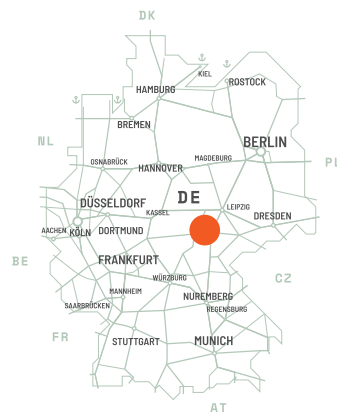 DK
KIEL
ROSTOCK
HAMBURG
BREMEN
NL
BERLIN
OSNABRÜCK
MAGDEBURG
PL
HANNOVER
DE
DÜSSELDORF
LEIPZIG
KASSEL
DRESDEN
AACHEN
KÖLN
DORTMUND
BE
FRANKFURT
WÜRZBURG
CZ
MANNHEIM
NUREMBERG
SAARBRÜCKEN
REGENSBURG
FR
STUTTGART
MUNICH
AT